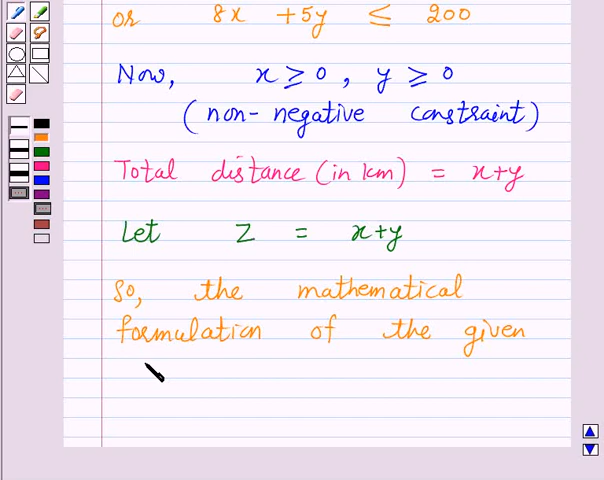 or 8x + 5y ≤ 200
Now, x ≥ 0, y ≥ 0
(non-negative constraint)
Total distance (in km) = x+y
Let Z = x+y
So, the mathematical
formulation of the given